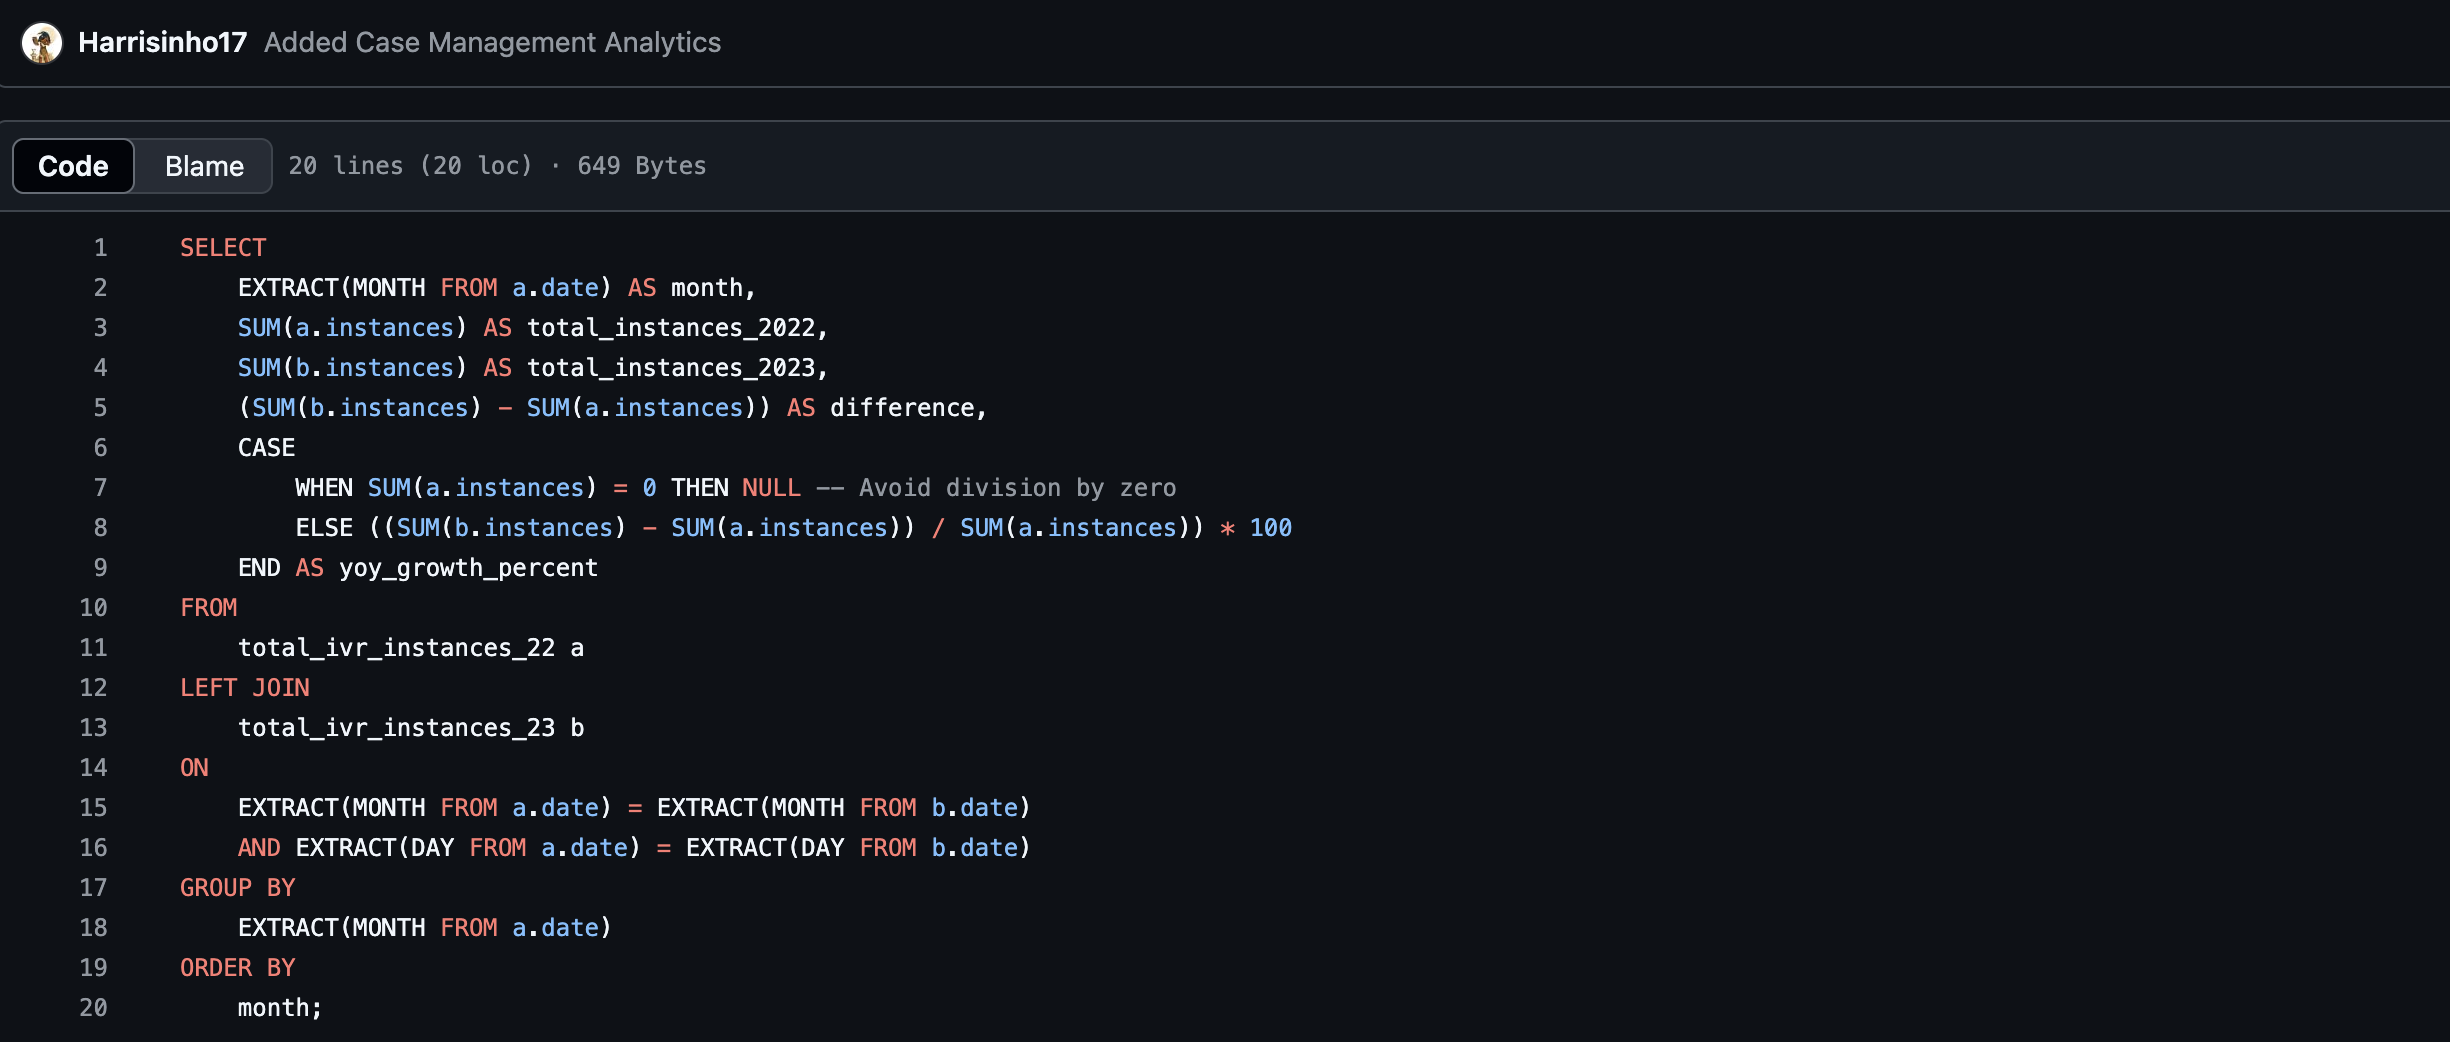 Harrisinho17 Added Case Management Analytics
Code Blame 20 lines (20 loc) · 649 Bytes
1 SELECT
2     EXTRACT(MONTH FROM a.date) AS month,
3     SUM(a.instances) AS total_instances_2022,
4     SUM(b.instances) AS total_instances_2023,
5     (SUM(b.instances) - SUM(a.instances)) AS difference,
6     CASE
7         WHEN SUM(a.instances) = 0 THEN NULL -- Avoid division by zero
8         ELSE ((SUM(b.instances) - SUM(a.instances)) / SUM(a.instances)) * 100
9     END AS yoy_growth_percent
10 FROM
11     total_ivr_instances_22 a
12 LEFT JOIN
13     total_ivr_instances_23 b
14 ON
15     EXTRACT(MONTH FROM a.date) = EXTRACT(MONTH FROM b.date)
16     AND EXTRACT(DAY FROM a.date) = EXTRACT(DAY FROM b.date)
17 GROUP BY
18     EXTRACT(MONTH FROM a.date)
19 ORDER BY
20     month;